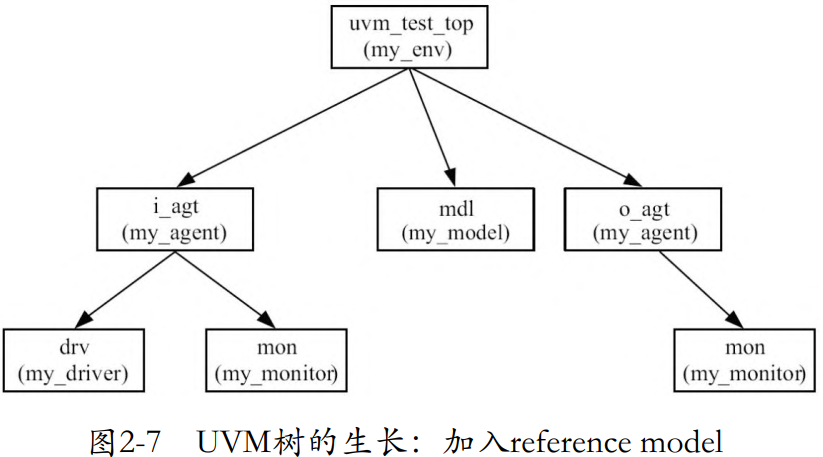 uvm_test_top
(my_env)
i_agt
(my_agent)
mdl
(my_model)
o_agt
(my_agent)
drv
(my_driver)
mon
(my_monitor)
mon
(my_monitor)
图2-7 UVM树的生长：加入reference model